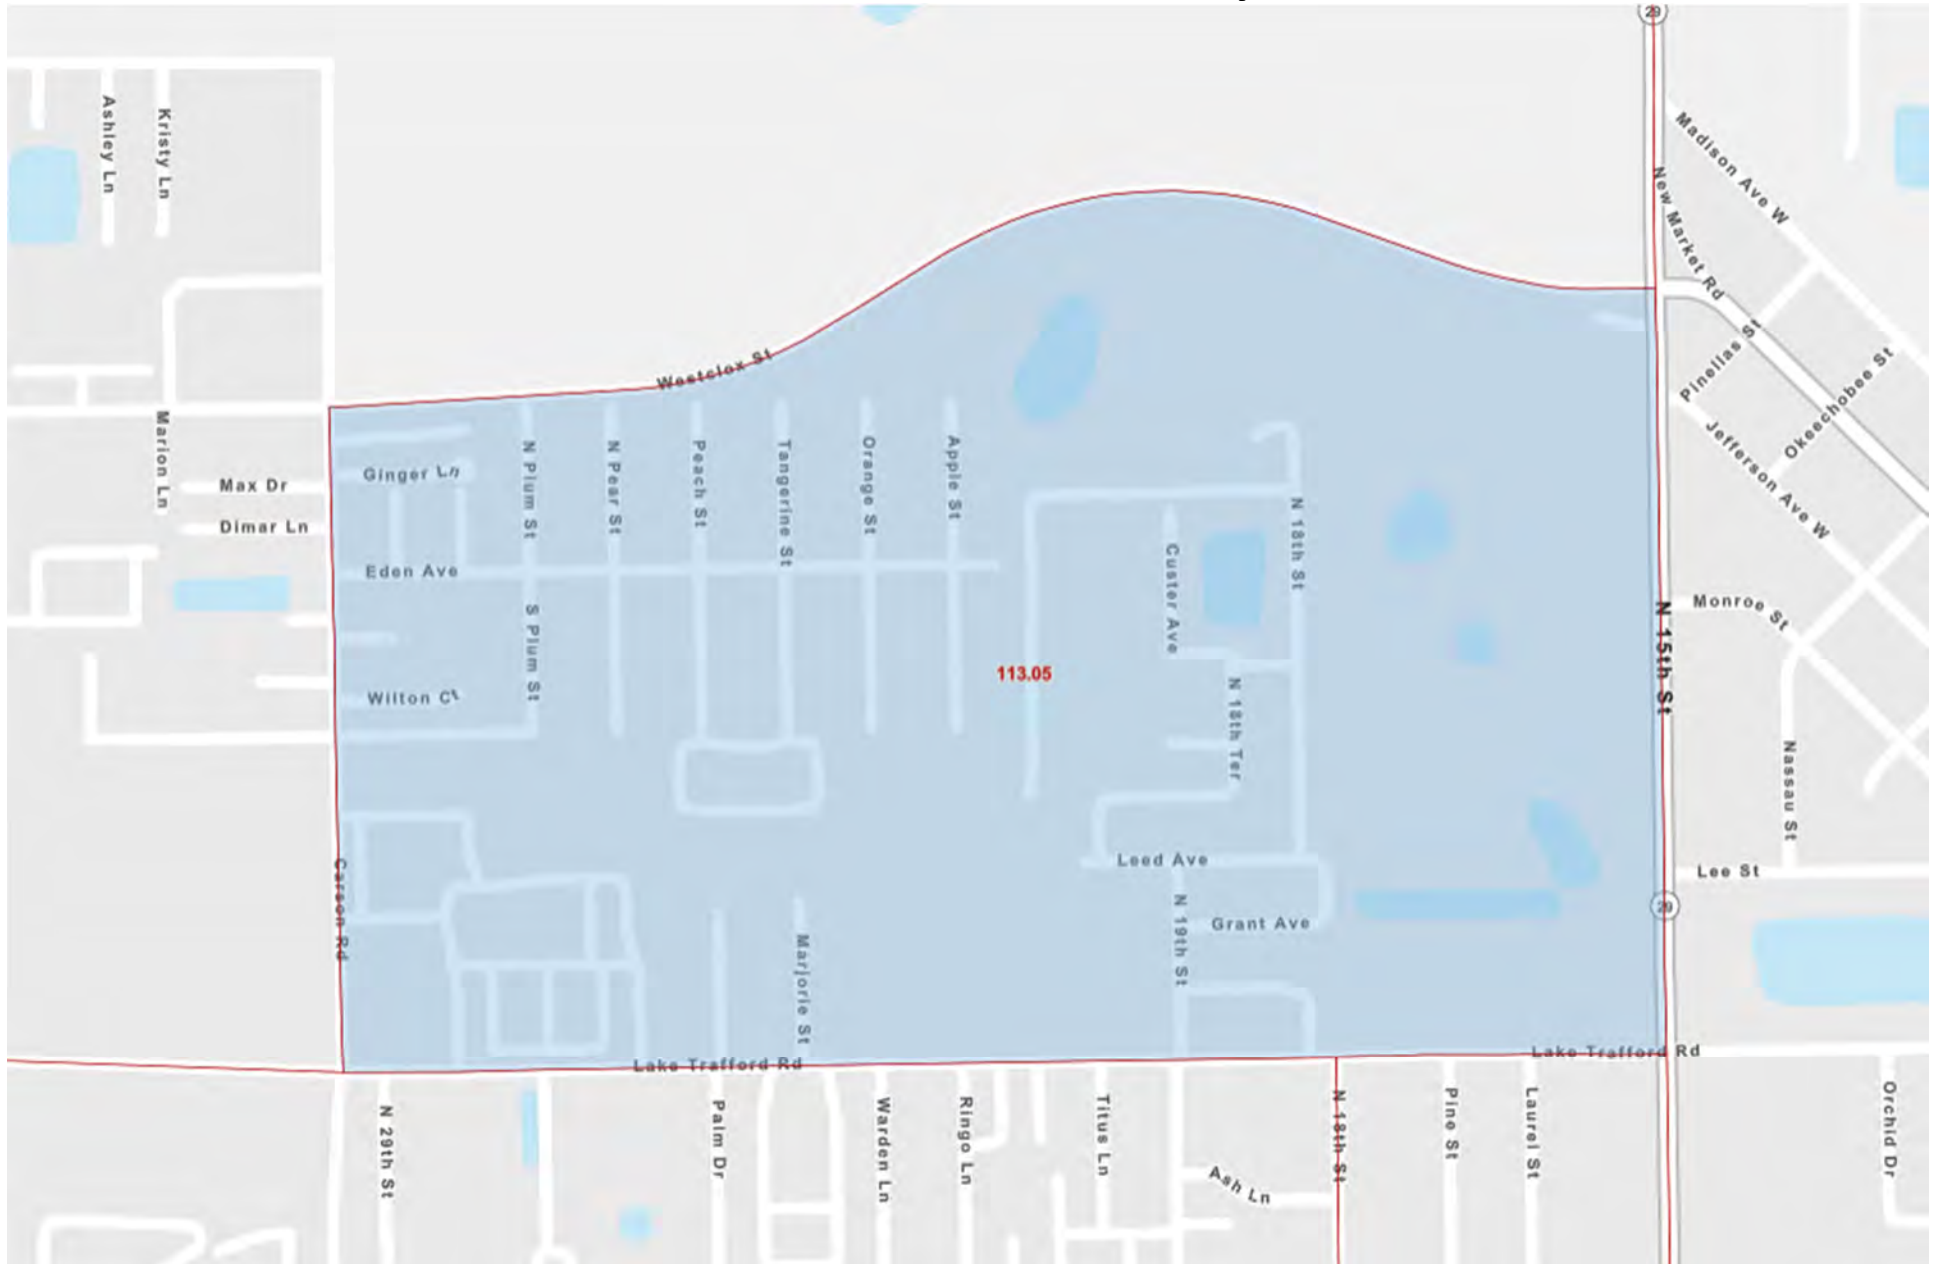 29
Madison Ave W
Ashley Ln
Kristy Ln
New Market Rd
Pinellas St
Okeechobee St
Westclox St
Marion Ln
Max Dr
Dimar Ln
Ginger Ln
N Plum St
N Pear St
Peach St
Tangerine St
Orange St
Apple St
N 18th St
Jefferson Ave W
Eden Ave
Custer Ave
S Plum St
Monroe St
N 15th St
113.05
Wilton Ct
N 18th Ter
Nassau St
Carson Rd
Leed Ave
Lee St
29
N 19th St
Grant Ave
Marjorie St
Lake Trafford Rd
Lake Trafford Rd
N 29th St
Palm Dr
Warden Ln
Ringo Ln
Titus Ln
Ash Ln
N 18th St
Pine St
Laurel St
Orchid Dr